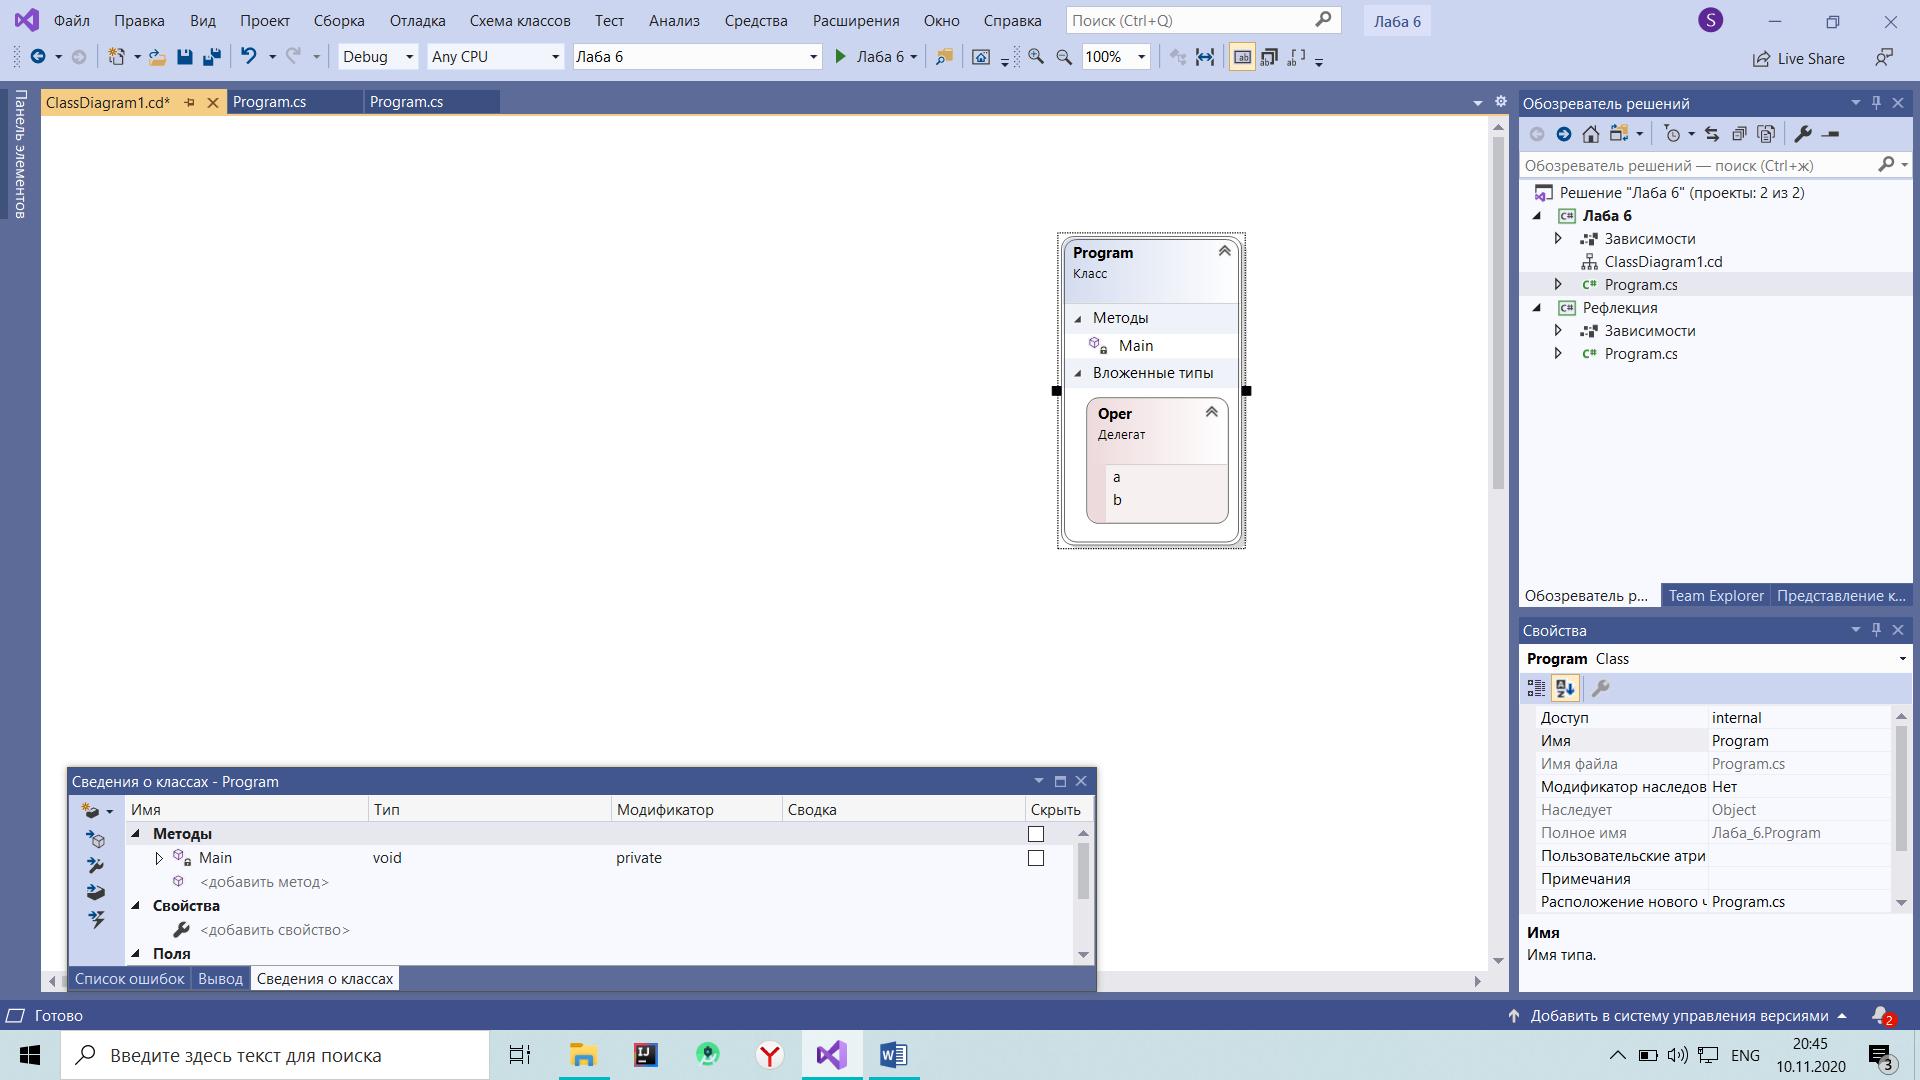 Файл Правка Вид Проект Сборка Отладка Схема классов Тест Анализ Средства Расширения Окно Справка Поиск (Ctrl+Q) Лаба 6 S
Debug Any CPU Лаба 6 Лаба 6 100% Live Share
Панель элементов
ClassDiagram1.cd* Program.cs Program.cs
Program
Класс
Методы
Main
Вложенные типы
Oper
Делегат
a
b
Обозреватель решений
Обозреватель решений — поиск (Ctrl+ж)
Решение "Лаба 6" (проекты: 2 из 2)
C# Лаба 6
Зависимости
ClassDiagram1.cd
C# Program.cs
C# Рефлекция
Зависимости
C# Program.cs
Обозреватель р... Team Explorer Представление к...
Свойства
Program Class
Доступ internal
Имя Program
Имя файла Program.cs
Модификатор наследов Нет
Наследует Object
Полное имя Лаба_6.Program
Пользовательские атри
Примечания
Расположение нового ч Program.cs
Имя
Имя типа.
Сведения о классах - Program
Имя Тип Модификатор Сводка Скрыть
Методы
Main void private
<добавить метод>
Свойства
<добавить свойство>
Поля
Список ошибок Вывод Сведения о классах
Готово Добавить в систему управления версиями 2
Введите здесь текст для поиска ENG 20:45
10.11.2020 3